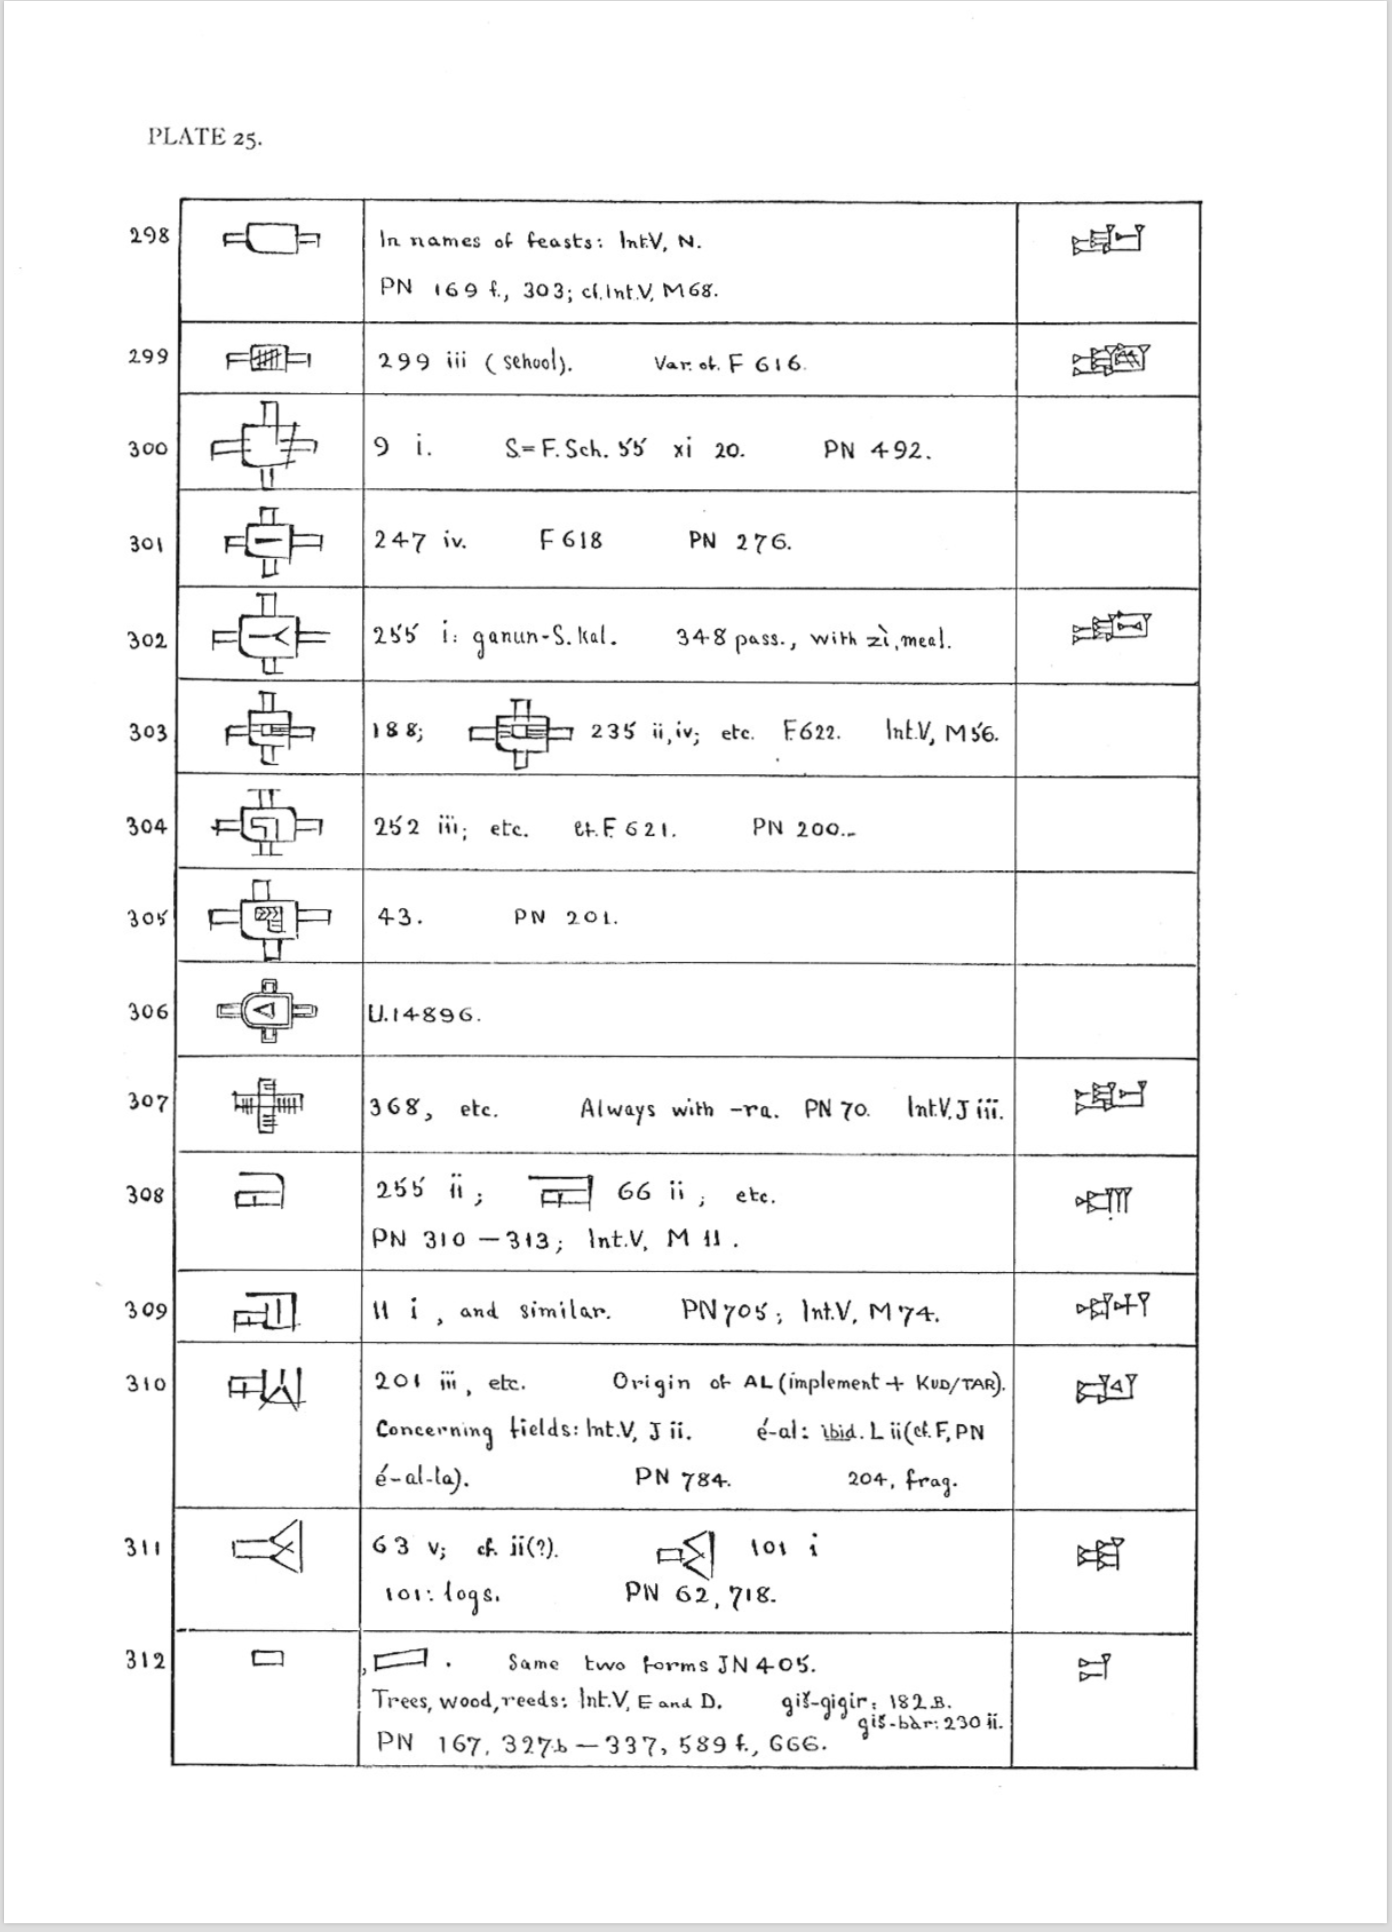 PLATE 25.
298 In names of feasts: Int.V, N.
PN 169 f., 303; cf. Int.V, M68.
299 299 iii (school). Var. of. F 616.
300 9 i. S.= F. Sch. 55 xi 20. PN 492.
301 247 iv. F 618 PN 276.
302 255 i: ganun-S. kal. 348 pass., with zì, meal.
303 188; 235 ii, iv; etc. F.622. Int.V, M56.
304 252 iii; etc. cf. F. 621. PN 200.
305 43. PN 201.
306 U.14896.
307 368, etc. Always with -ra. PN 70. Int.V. J iii.
308 255 ii; 66 ii, etc.
PN 310 – 313; Int.V, M 11.
309 11 i, and similar. PN 705; Int.V, M 74.
310 201 iii, etc. Origin of AL (implement + KUD/TAR).
Concerning fields: Int.V, J ii. é-al: ibid. L ii (cf. F, PN
é-al-la). PN 784. 204, frag.
311 63 v; cf. ii(?). 101 i
101: logs. PN 62, 718.
312 , . Same two forms JN 405.
Trees, wood, reeds: Int.V, E and D. giš-gigir: 182 B.
giš-bàr: 230 ii.
PN 167, 327b – 337, 589 f., 666.